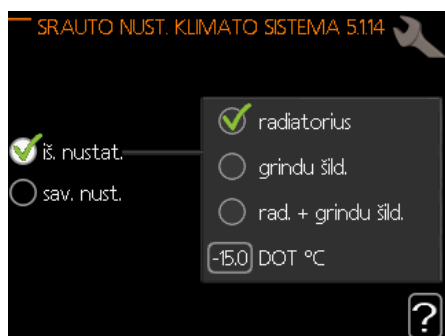 SRAUTO NUST. KLIMATO SISTEMA 5.1.14
iš. nustat.
sav. nust.
radiatorius
grindu šild.
rad. + grindu šild.
-15.0 DOT °C
?